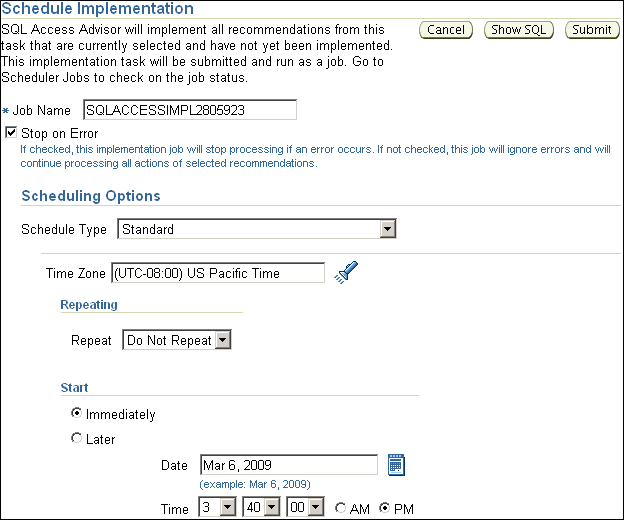 Schedule Implementation
SQL Access Advisor will implement all recommendations from this
task that are currently selected and have not yet been implemented.
This implementation task will be submitted and run as a job. Go to
Scheduler Jobs to check on the job status.
Cancel Show SQL Submit
* Job Name SQLACCESSIMPL2805923
Stop on Error
If checked, this implementation job will stop processing if an error occurs. If not checked, this job will ignore errors and will
continue processing all actions of selected recommendations.
Scheduling Options
Schedule Type Standard
Time Zone (UTC-08:00) US Pacific Time
Repeating
Repeat Do Not Repeat
Start
Immediately
Later
Date Mar 6, 2009
(example: Mar 6, 2009)
Time 3 40 00 AM PM